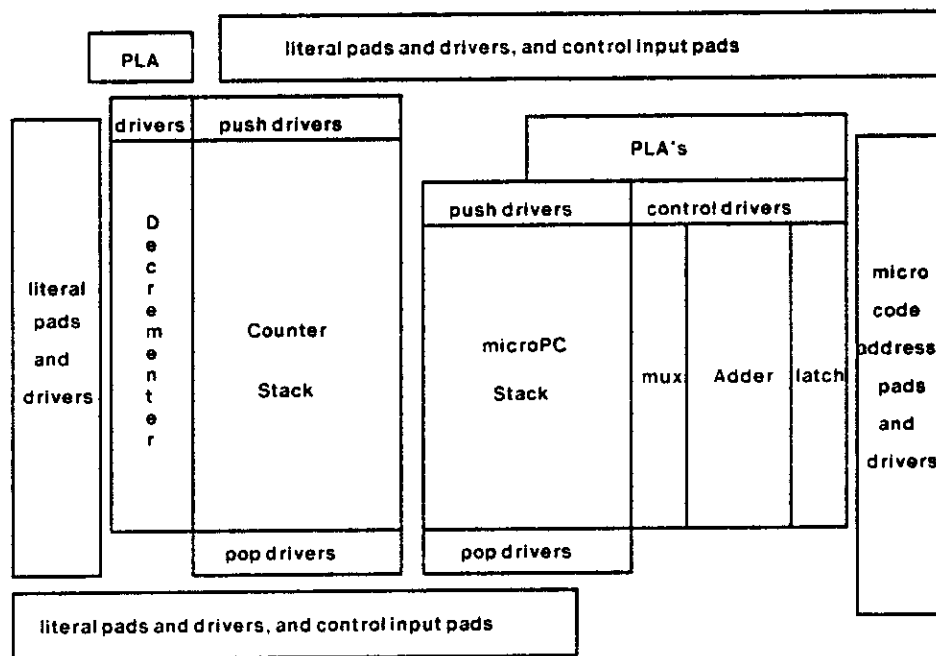 PLA
literal pads and drivers, and control input pads
drivers
push drivers
PLA's
push drivers
control drivers
literal
pads
and
drivers
Decrementer
Counter
Stack
microPC
Stack
mux
Adder
latch
micro
code
address
pads
and
drivers
pop drivers
pop drivers
literal pads and drivers, and control input pads